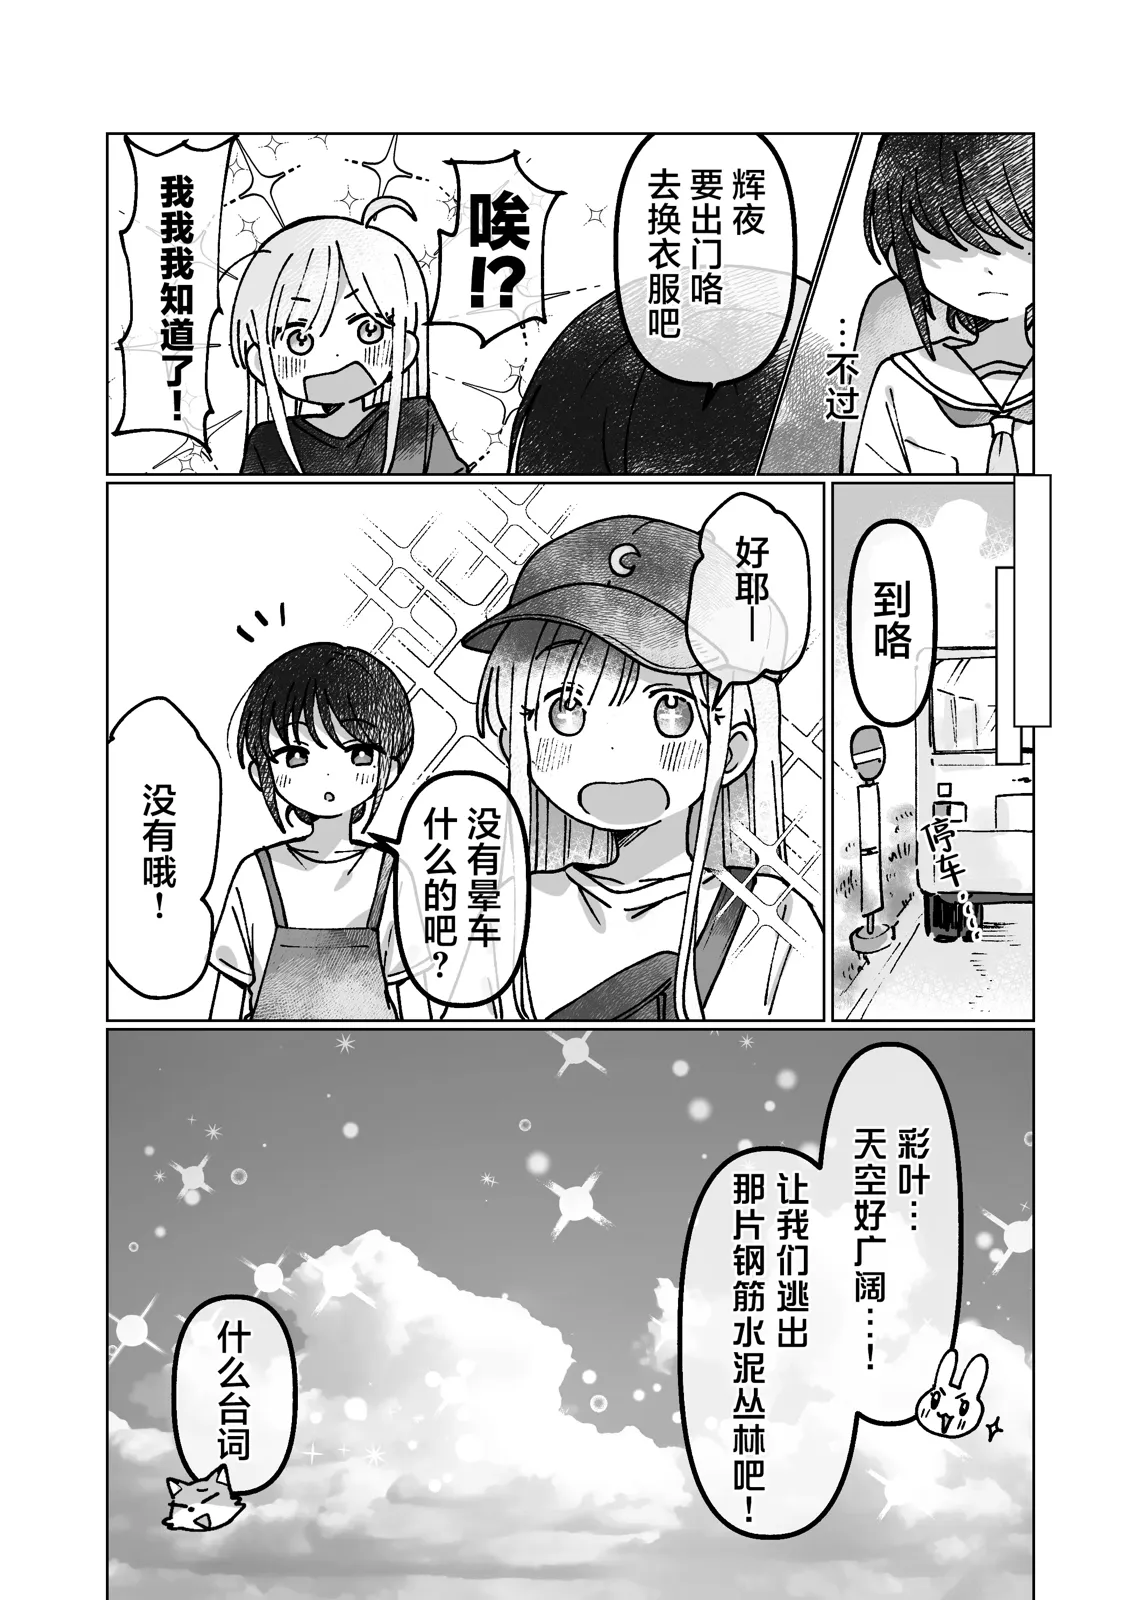 …不过
辉夜
要出门咯
去换衣服吧
唉!?
我我我知道了！
到咯
停车…
好耶—
没有晕车
什么的吧？
没有哦！
彩叶…
天空好广阔…！
让我们逃出
那片钢筋水泥丛林吧！
什么台词